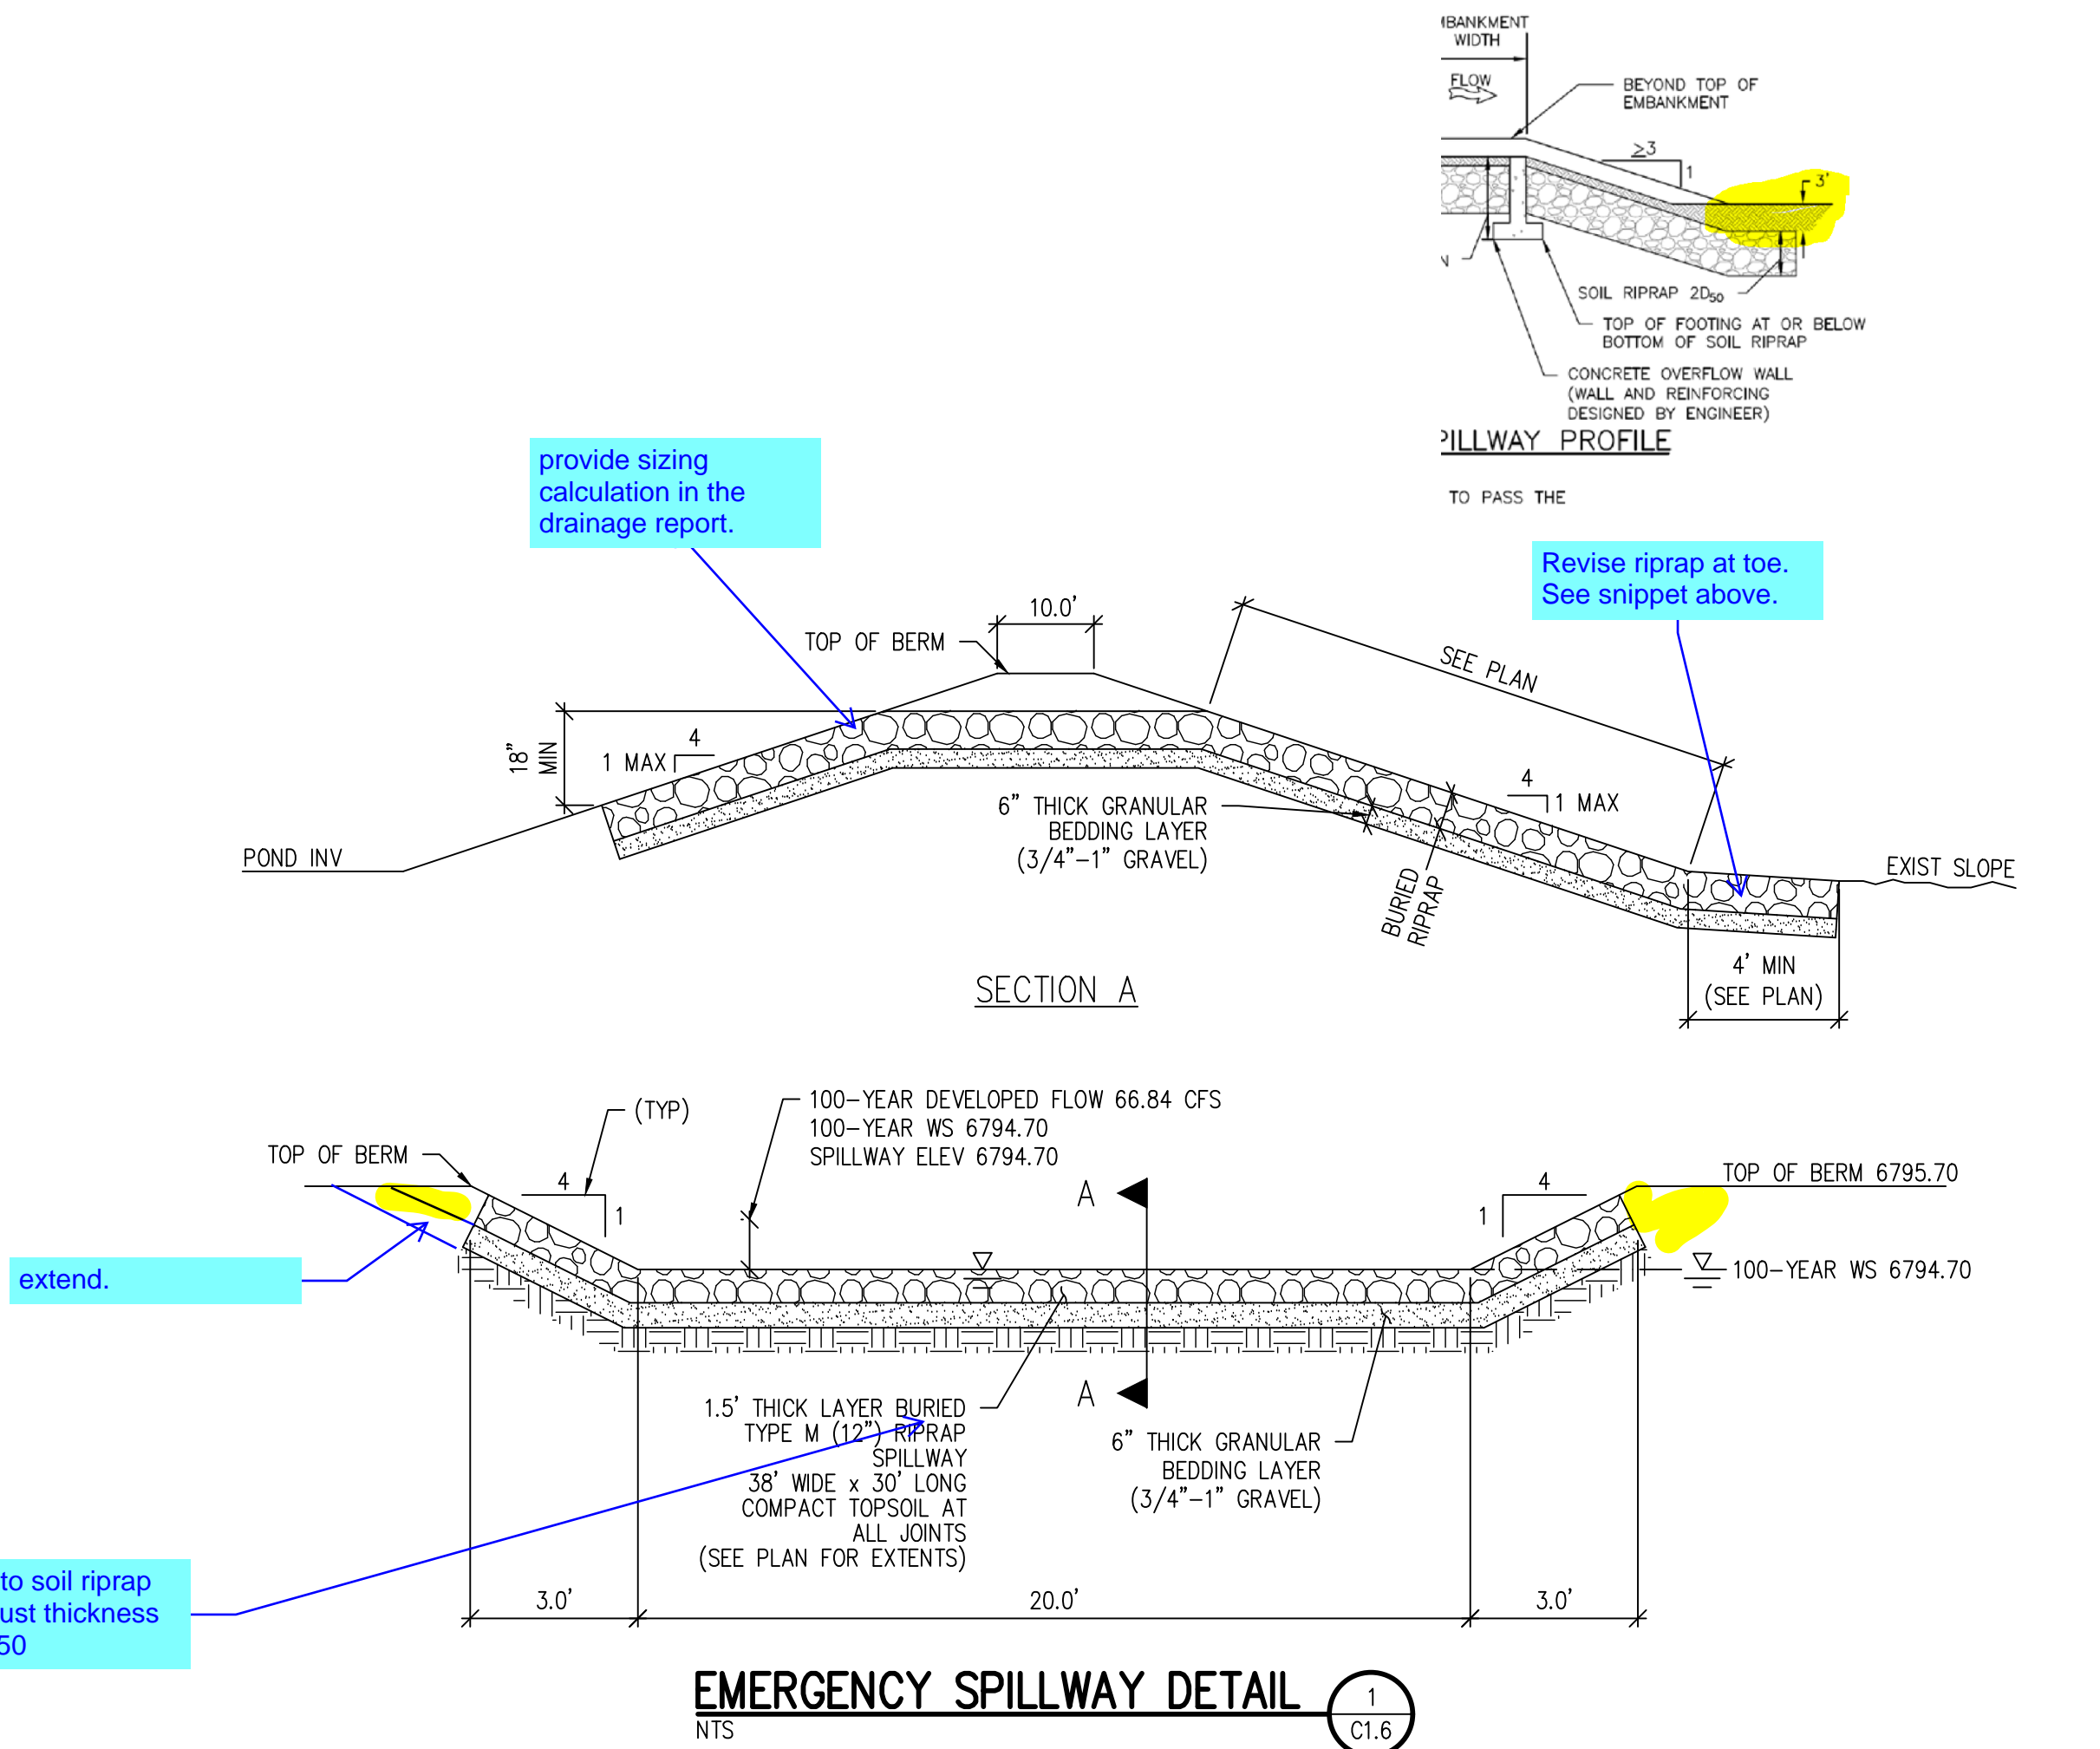 MBANKMENT
WIDTH
FLOW
BEYOND TOP OF
EMBANKMENT
≥3
1
3'
N
SOIL RIPRAP 2D50
TOP OF FOOTING AT OR BELOW
BOTTOM OF SOIL RIPRAP
CONCRETE OVERFLOW WALL
(WALL AND REINFORCING
DESIGNED BY ENGINEER)
PILLWAY PROFILE
TO PASS THE
provide sizing
calculation in the
drainage report.
Revise riprap at toe.
See snippet above.
10.0'
TOP OF BERM
SEE PLAN
18"
MIN
4
1 MAX
4
1 MAX
6" THICK GRANULAR
BEDDING LAYER
(3/4"-1" GRAVEL)
BURIED
RIPRAP
POND INV
EXIST SLOPE
4' MIN
(SEE PLAN)
SECTION A
(TYP)
100-YEAR DEVELOPED FLOW 66.84 CFS
100-YEAR WS 6794.70
SPILLWAY ELEV 6794.70
TOP OF BERM
4
1
A
4
1
TOP OF BERM 6795.70
100-YEAR WS 6794.70
extend.
A
1.5' THICK LAYER BURIED
TYPE M (12") RIPRAP
SPILLWAY
38' WIDE x 30' LONG
COMPACT TOPSOIL AT
ALL JOINTS
(SEE PLAN FOR EXTENTS)
6" THICK GRANULAR
BEDDING LAYER
(3/4"-1" GRAVEL)
to soil riprap
ust thickness
50
3.0'
20.0'
3.0'
EMERGENCY SPILLWAY DETAIL
NTS
1
C1.6